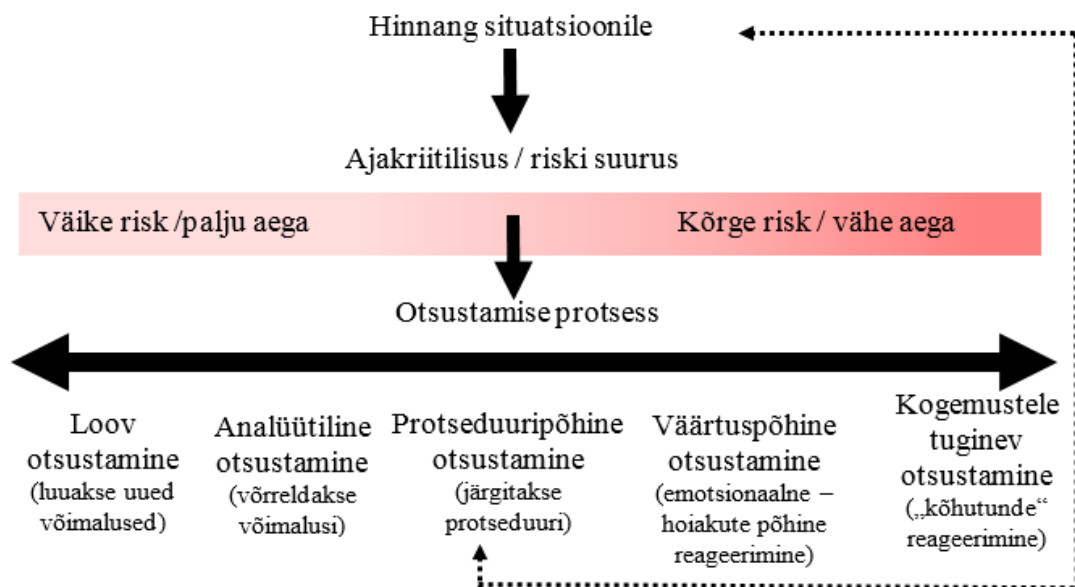 Hinnang situatsioonile
Ajakriitilisus / riski suurus
Väike risk /palju aega
Kõrge risk / vähe aega
Otsustamise protsess
Loov
otsustamine
(luuakse uued
võimalused)
Analüütiline
otsustamine
(võrreldakse
võimalusi)
Protseduuripõhine
otsustamine
(järgitakse
protseduuri)
Väärtuspõhine
otsustamine
(emotsionaalne –
hoiakute põhine
reageerimine)
Kogemustele
tuginev
otsustamine
(„kõhutunde“
reageerimine)